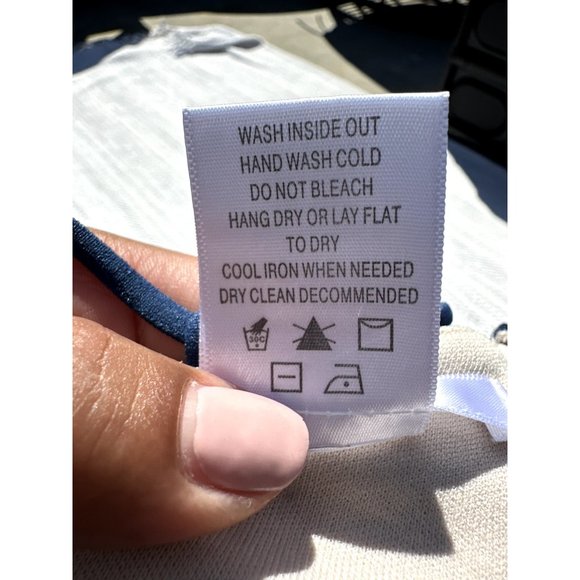 WASH INSIDE OUT
HAND WASH COLD
DO NOT BLEACH
HANG DRY OR LAY FLAT
TO DRY
COOL IRON WHEN NEEDED
DRY CLEAN DECOMMENDED
30C